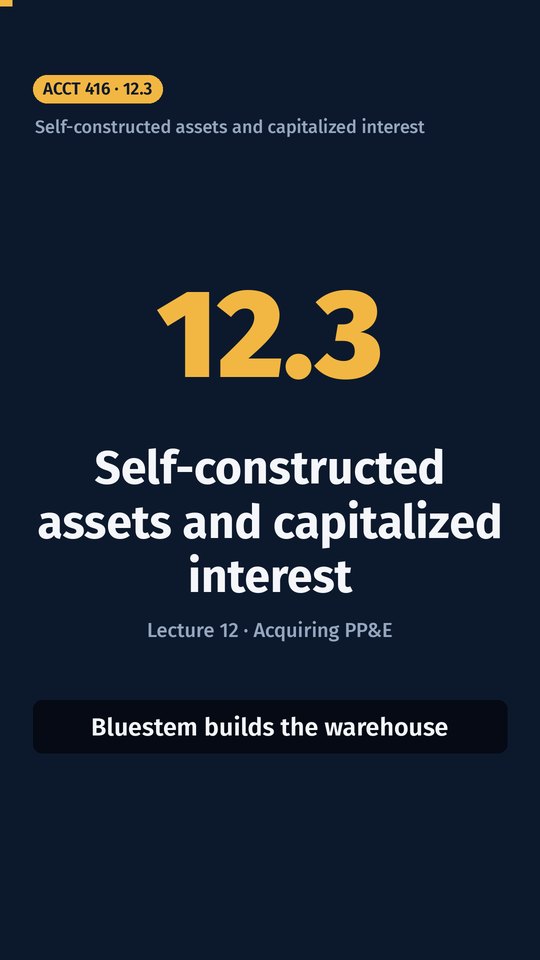 ACCT 416 · 12.3
Self-constructed assets and capitalized interest
12.3
Self-constructed
assets and capitalized
interest
Lecture 12 · Acquiring PP&E
Bluestem builds the warehouse